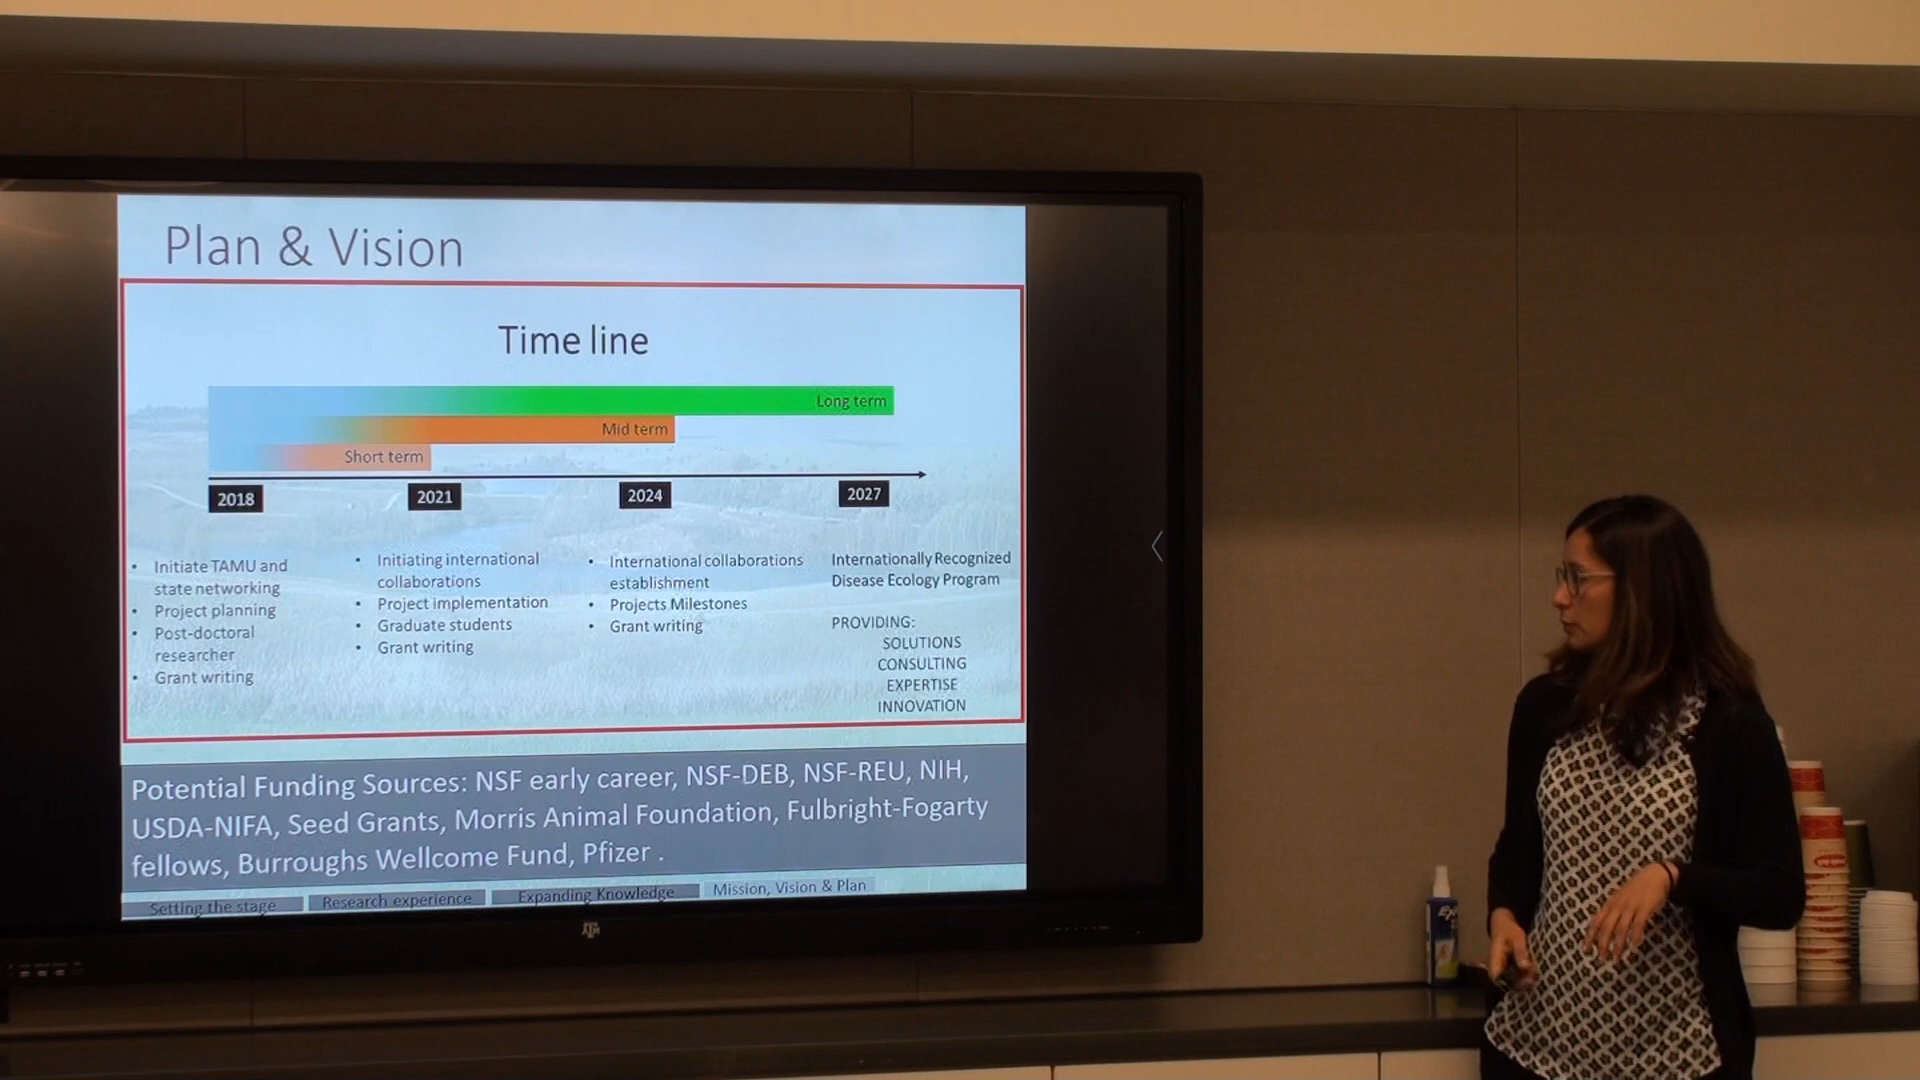 Plan & Vision
Time line
Long term
Mid term
Short term
2018
2021
2024
2027
• Initiate TAMU and
state networking
• Project planning
• Post-doctoral
researcher
• Grant writing
• Initiating international
collaborations
• Project implementation
• Graduate students
• Grant writing
• International collaborations
establishment
• Projects Milestones
• Grant writing
Internationally Recognized
Disease Ecology Program
PROVIDING:
SOLUTIONS
CONSULTING
EXPERTISE
INNOVATION
Potential Funding Sources: NSF early career, NSF-DEB, NSF-REU, NIH,
USDA-NIFA, Seed Grants, Morris Animal Foundation, Fulbright-Fogarty
fellows, Burroughs Wellcome Fund, Pfizer .
Setting the stage
Research experience
Expanding Knowledge
Mission, Vision & Plan